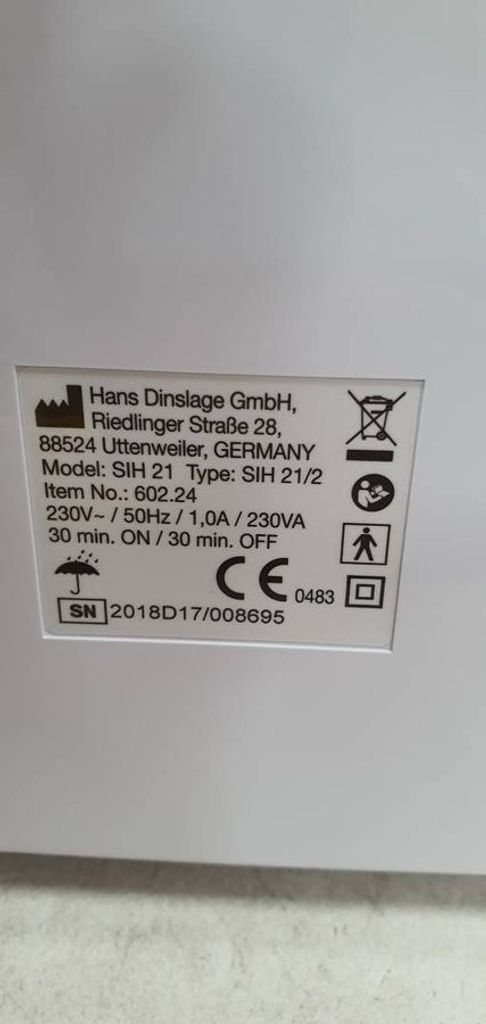 Hans Dinslage GmbH,
Riedlinger Straße 28,
88524 Uttenweiler, GERMANY
Model: SIH 21 Type: SIH 21/2
Item No.: 602.24
230V~ / 50Hz / 1,0A / 230VA
30 min. ON / 30 min. OFF
CE 0483
SN 2018D17/008695